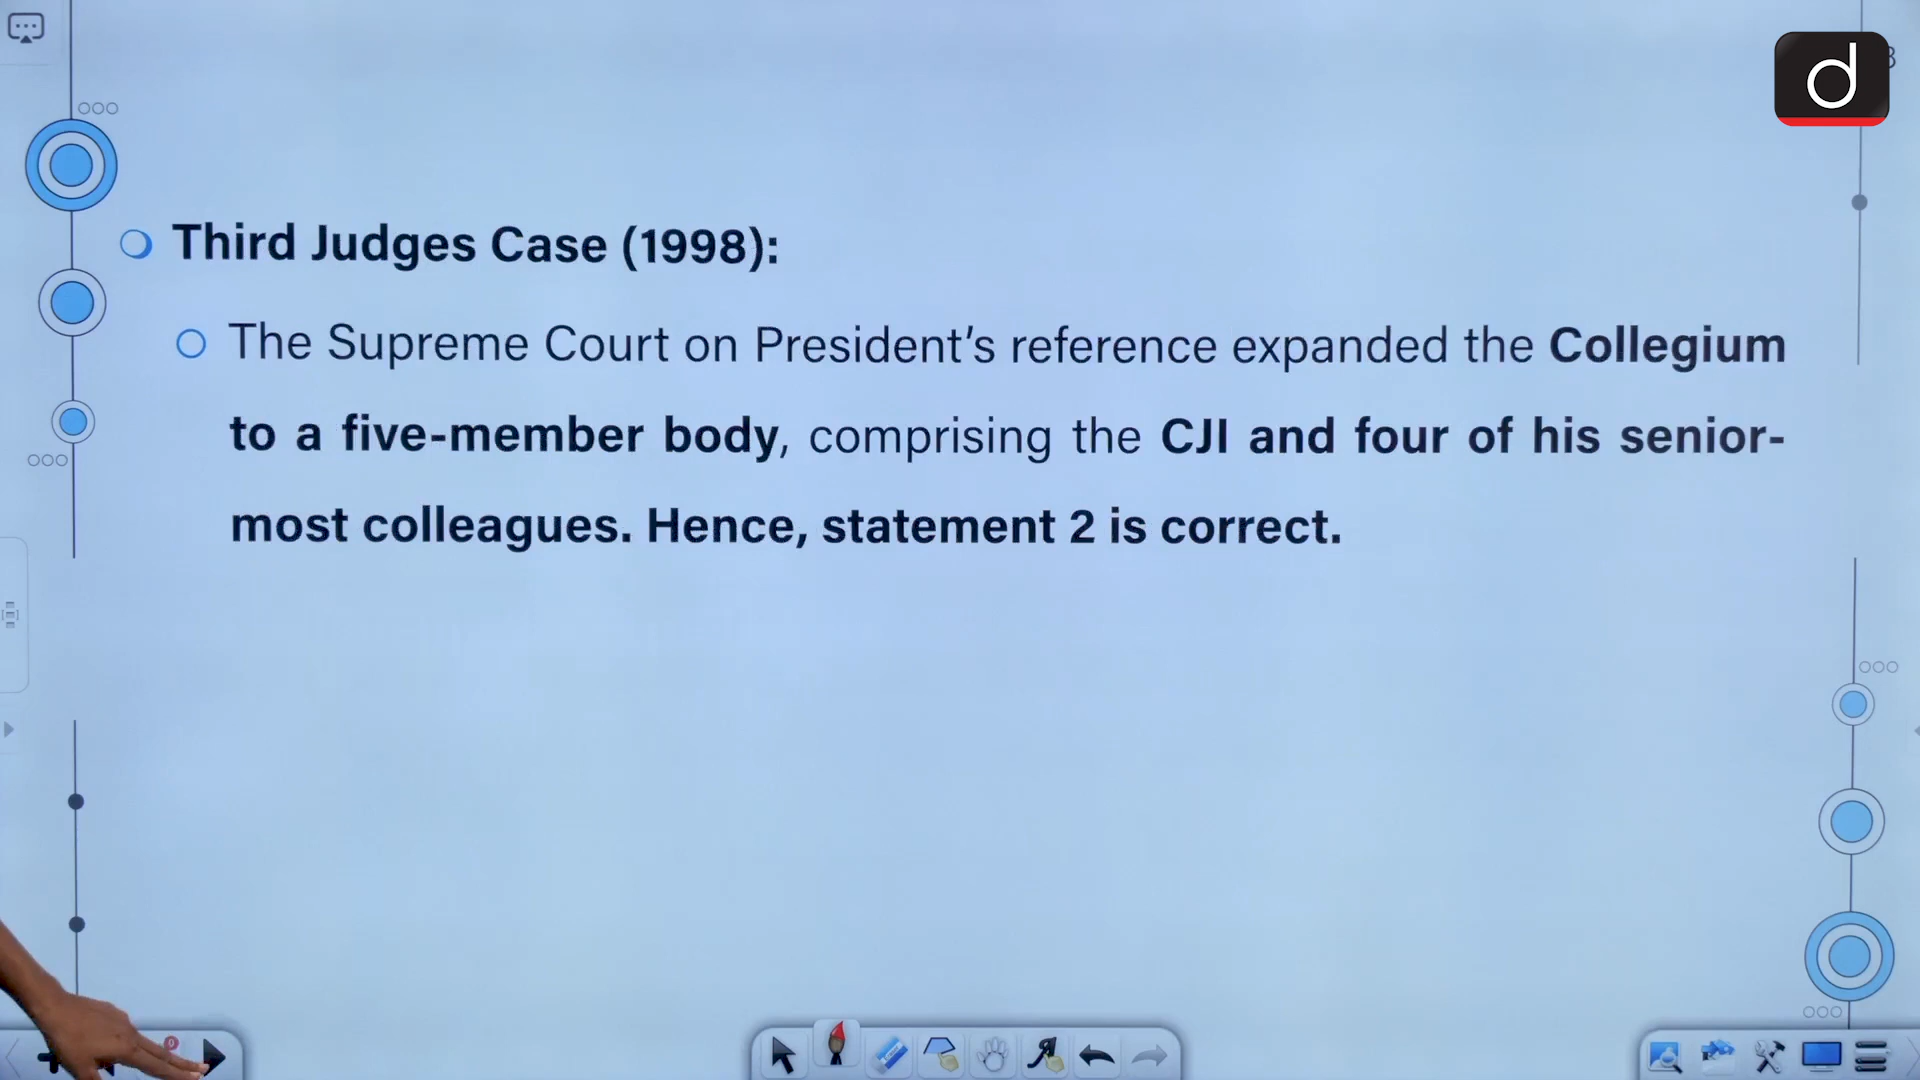 Third Judges Case (1998):
The Supreme Court on President's reference expanded the Collegium
to a five-member body, comprising the CJI and four of his senior-
most colleagues. Hence, statement 2 is correct.
d
0